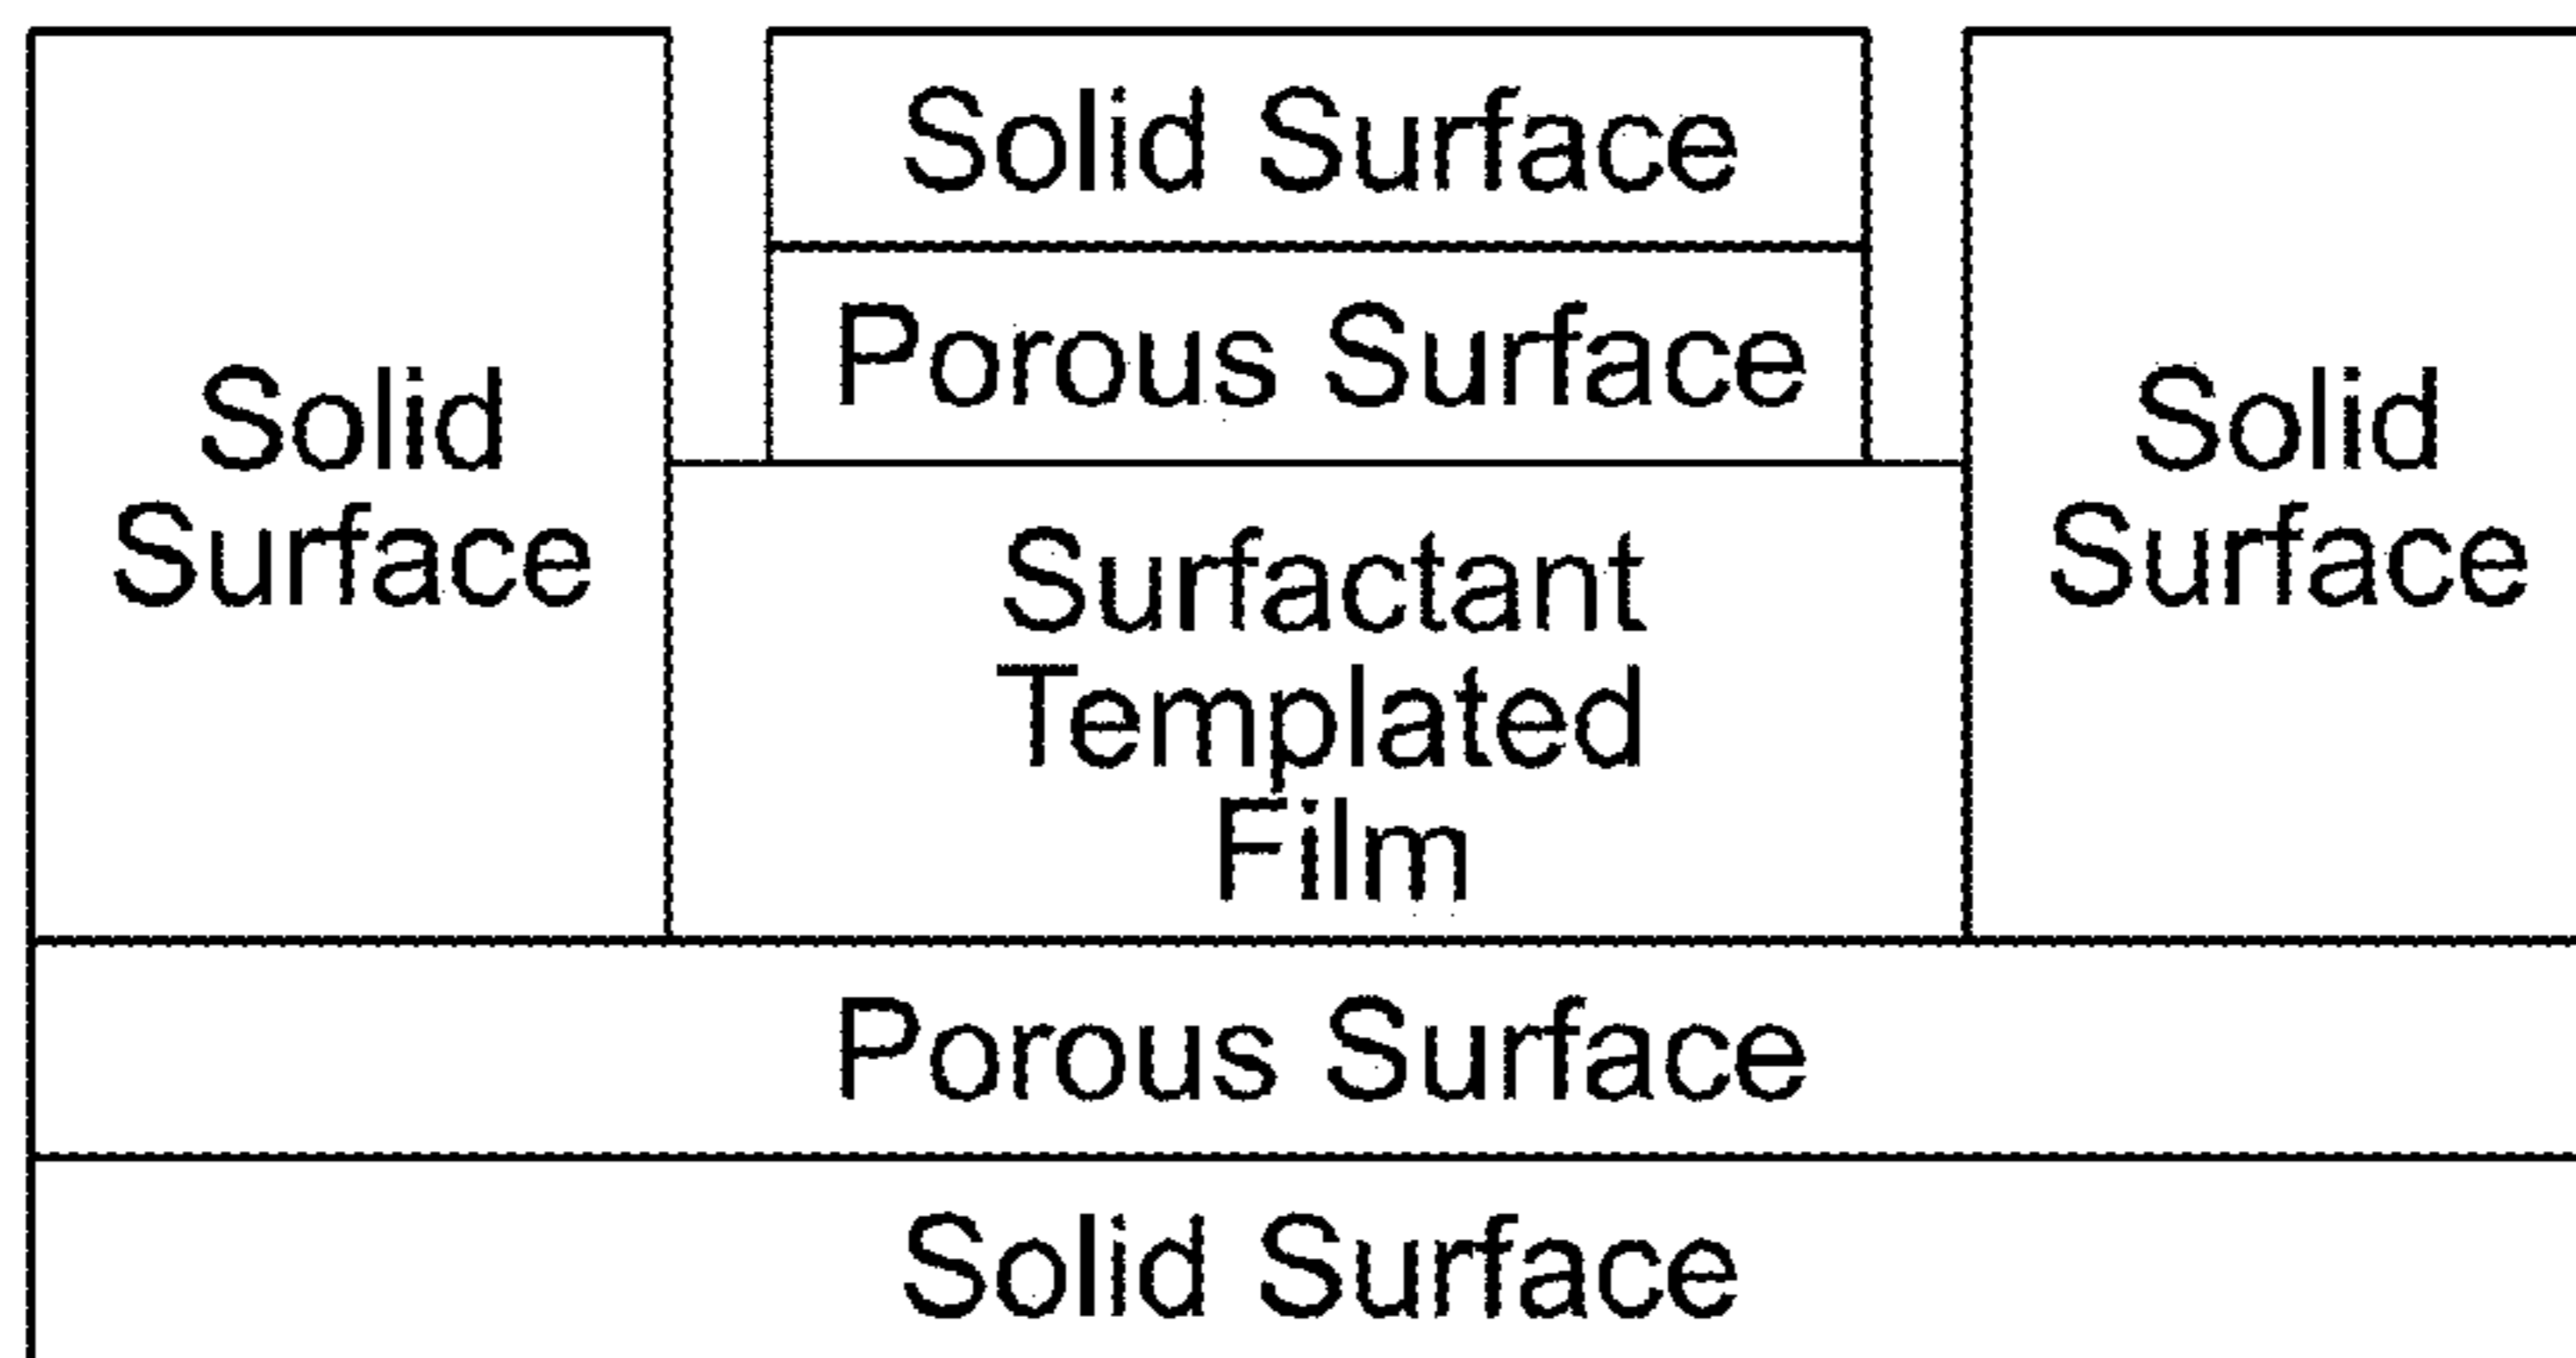 Solid Surface
Porous Surface
Solid
Surface
Surfactant
Templated
Film
Solid
Surface
Porous Surface
Solid Surface